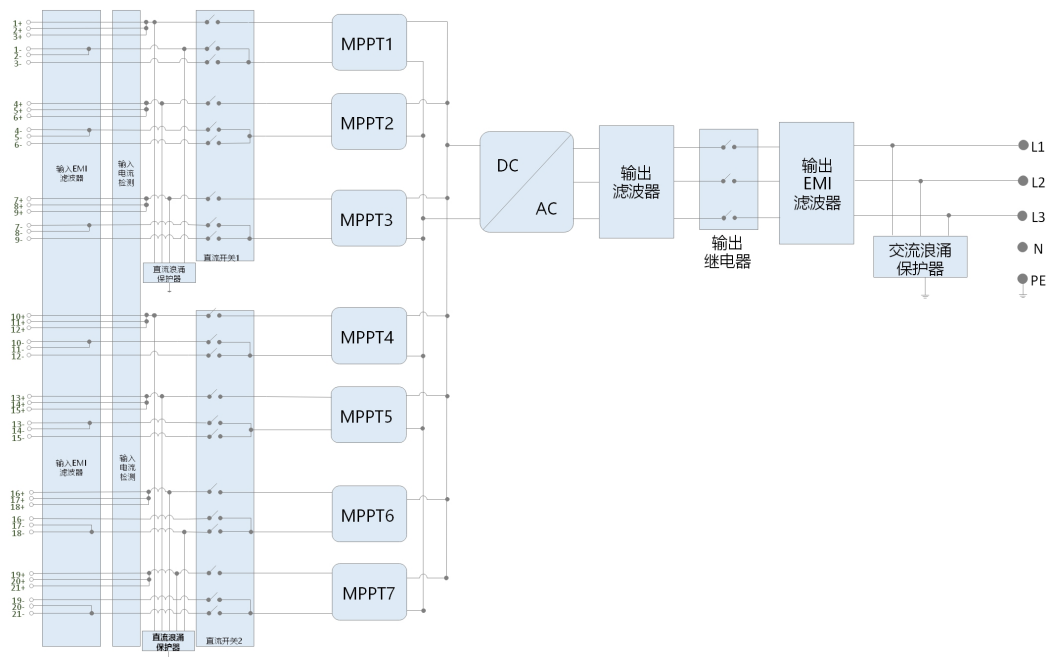 1+
2+
3+
1-
2-
3-
MPPT1
4+
5+
6+
4-
5-
6-
MPPT2
输入EMI
滤波器
输入
电流
检测
7+
8+
9+
7-
8-
9-
MPPT3
直流开关1
直流浪涌
保护器
DC
AC
输出
滤波器
输出
继电器
输出
EMI
滤波器
交流浪涌
保护器
L1
L2
L3
N
PE
10+
11+
12+
10-
11-
12-
MPPT4
13+
14+
15+
13-
14-
15-
MPPT5
输入EMI
滤波器
输入
电流
检测
16+
17+
18+
16-
17-
18-
MPPT6
19+
20+
21+
19-
20-
21-
MPPT7
直流浪涌
保护器
直流开关2